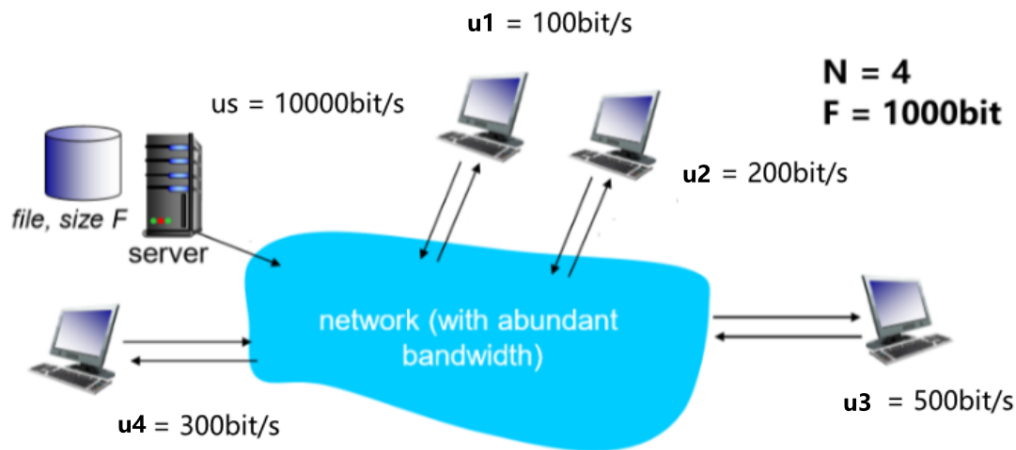 u1 = 100bit/s
N = 4
us = 10000bit/s
F = 1000bit
u2 = 200bit/s
file, size F
server
network (with abundant
bandwidth)
u3 = 500bit/s
u4 = 300bit/s